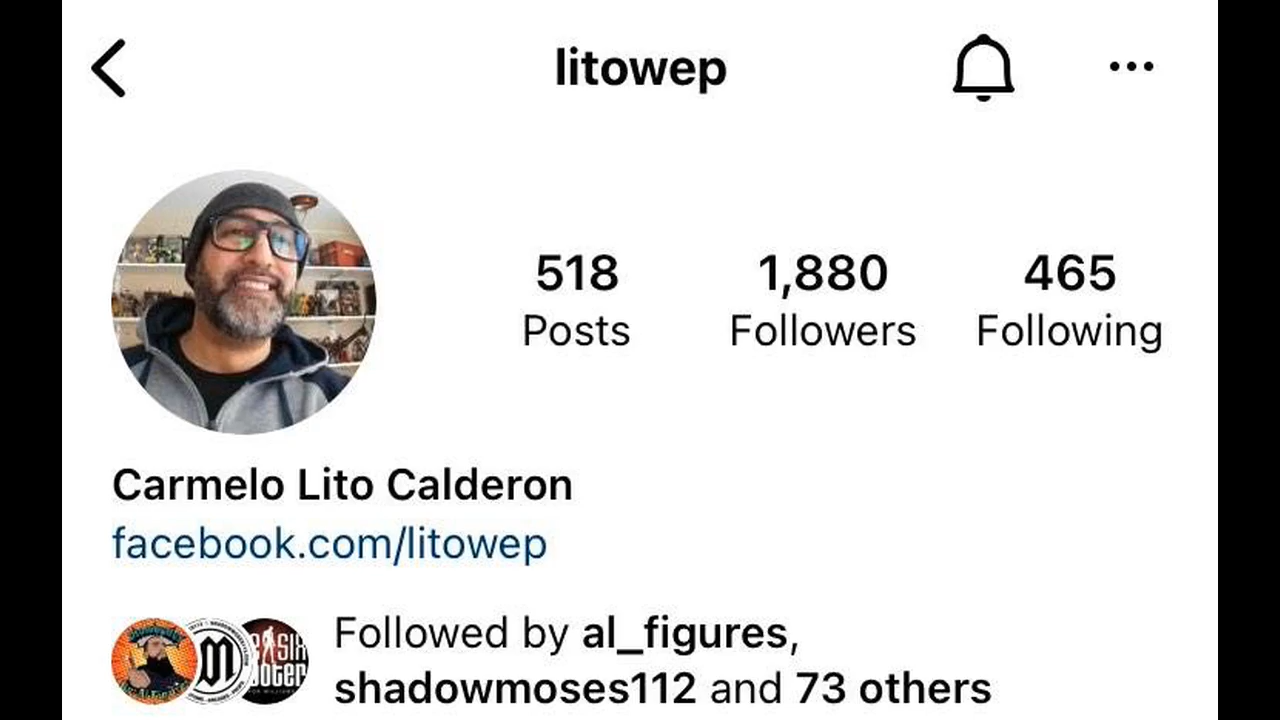 litowep
518 1,880 465
Posts Followers Following
Carmelo Lito Calderon
facebook.com/litowep
Followed by al_figures,
shadowmoses112 and 73 others